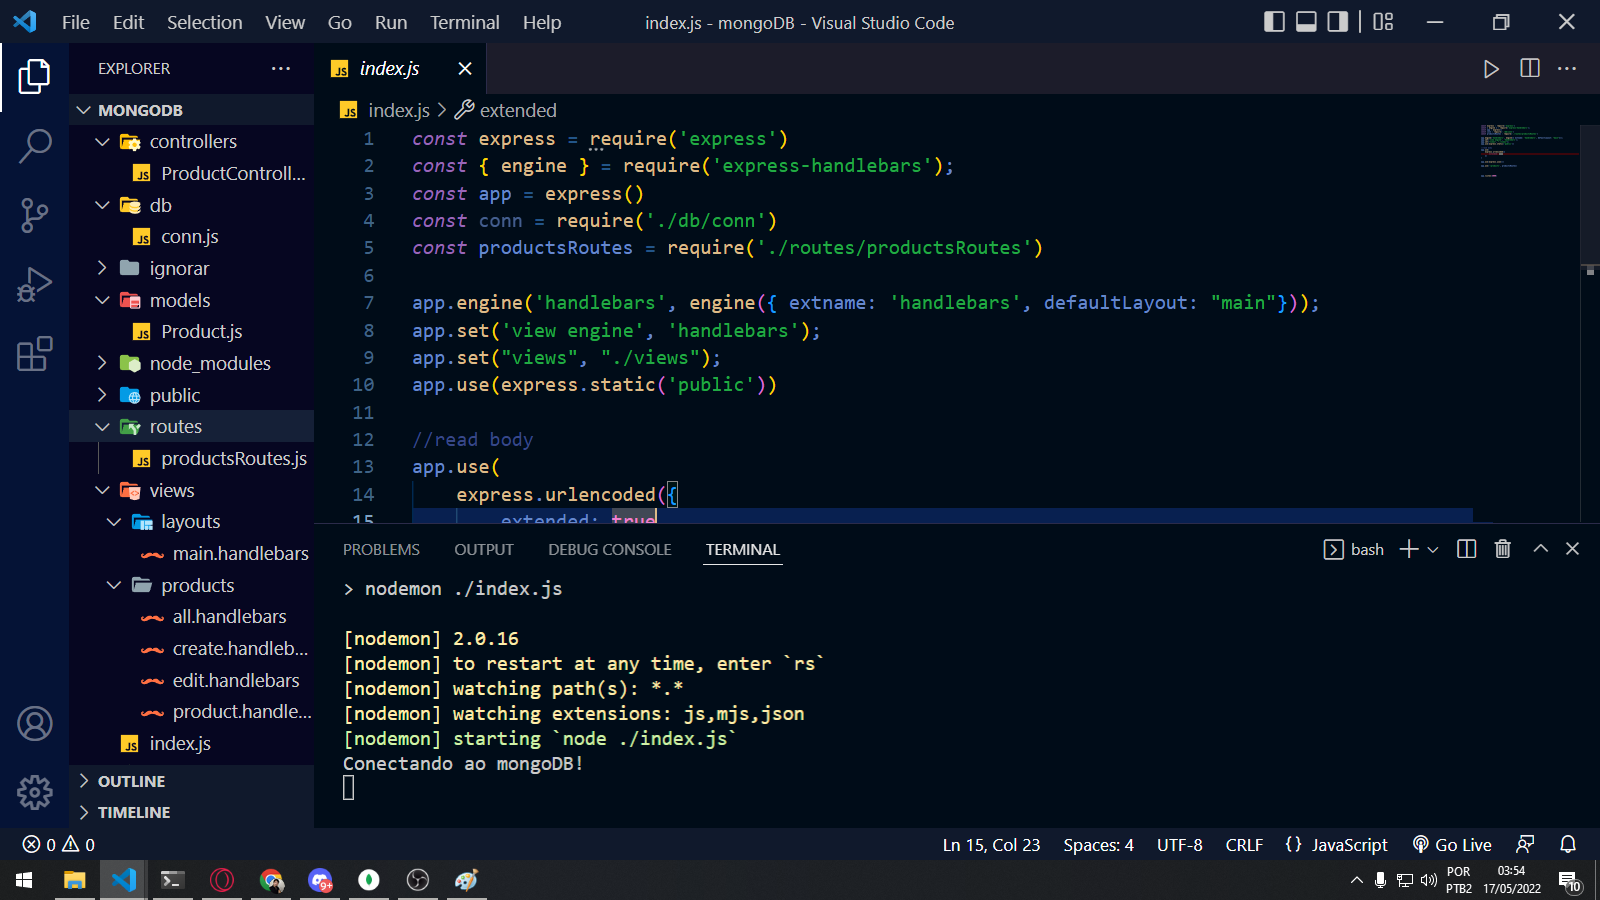 File Edit Selection View Go Run Terminal Help
index.js - mongoDB - Visual Studio Code
EXPLORER
MONGODB
controllers
JS ProductControll...
db
JS conn.js
ignorar
models
JS Product.js
node_modules
public
routes
JS productsRoutes.js
views
layouts
main.handlebars
products
all.handlebars
create.handleb...
edit.handlebars
product.handle...
JS index.js
OUTLINE
TIMELINE
JS index.js
JS index.js > extended
1 const express = require('express')
2 const { engine } = require('express-handlebars');
3 const app = express()
4 const conn = require('./db/conn')
5 const productsRoutes = require('./routes/productsRoutes')
6
7 app.engine('handlebars', engine({ extname: 'handlebars', defaultLayout: "main"}));
8 app.set('view engine', 'handlebars');
9 app.set("views", "./views");
10 app.use(express.static('public'))
11
12 //read body
13 app.use(
14 express.urlencoded({
15 extended: true
PROBLEMS OUTPUT DEBUG CONSOLE TERMINAL
bash
> nodemon ./index.js
[nodemon] 2.0.16
[nodemon] to restart at any time, enter `rs`
[nodemon] watching path(s): *.*
[nodemon] watching extensions: js,mjs,json
[nodemon] starting `node ./index.js`
Conectando ao mongoDB!
0 0
Ln 15, Col 23 Spaces: 4 UTF-8 CRLF {} JavaScript Go Live
9+
POR
PTB2
03:54
17/05/2022
10